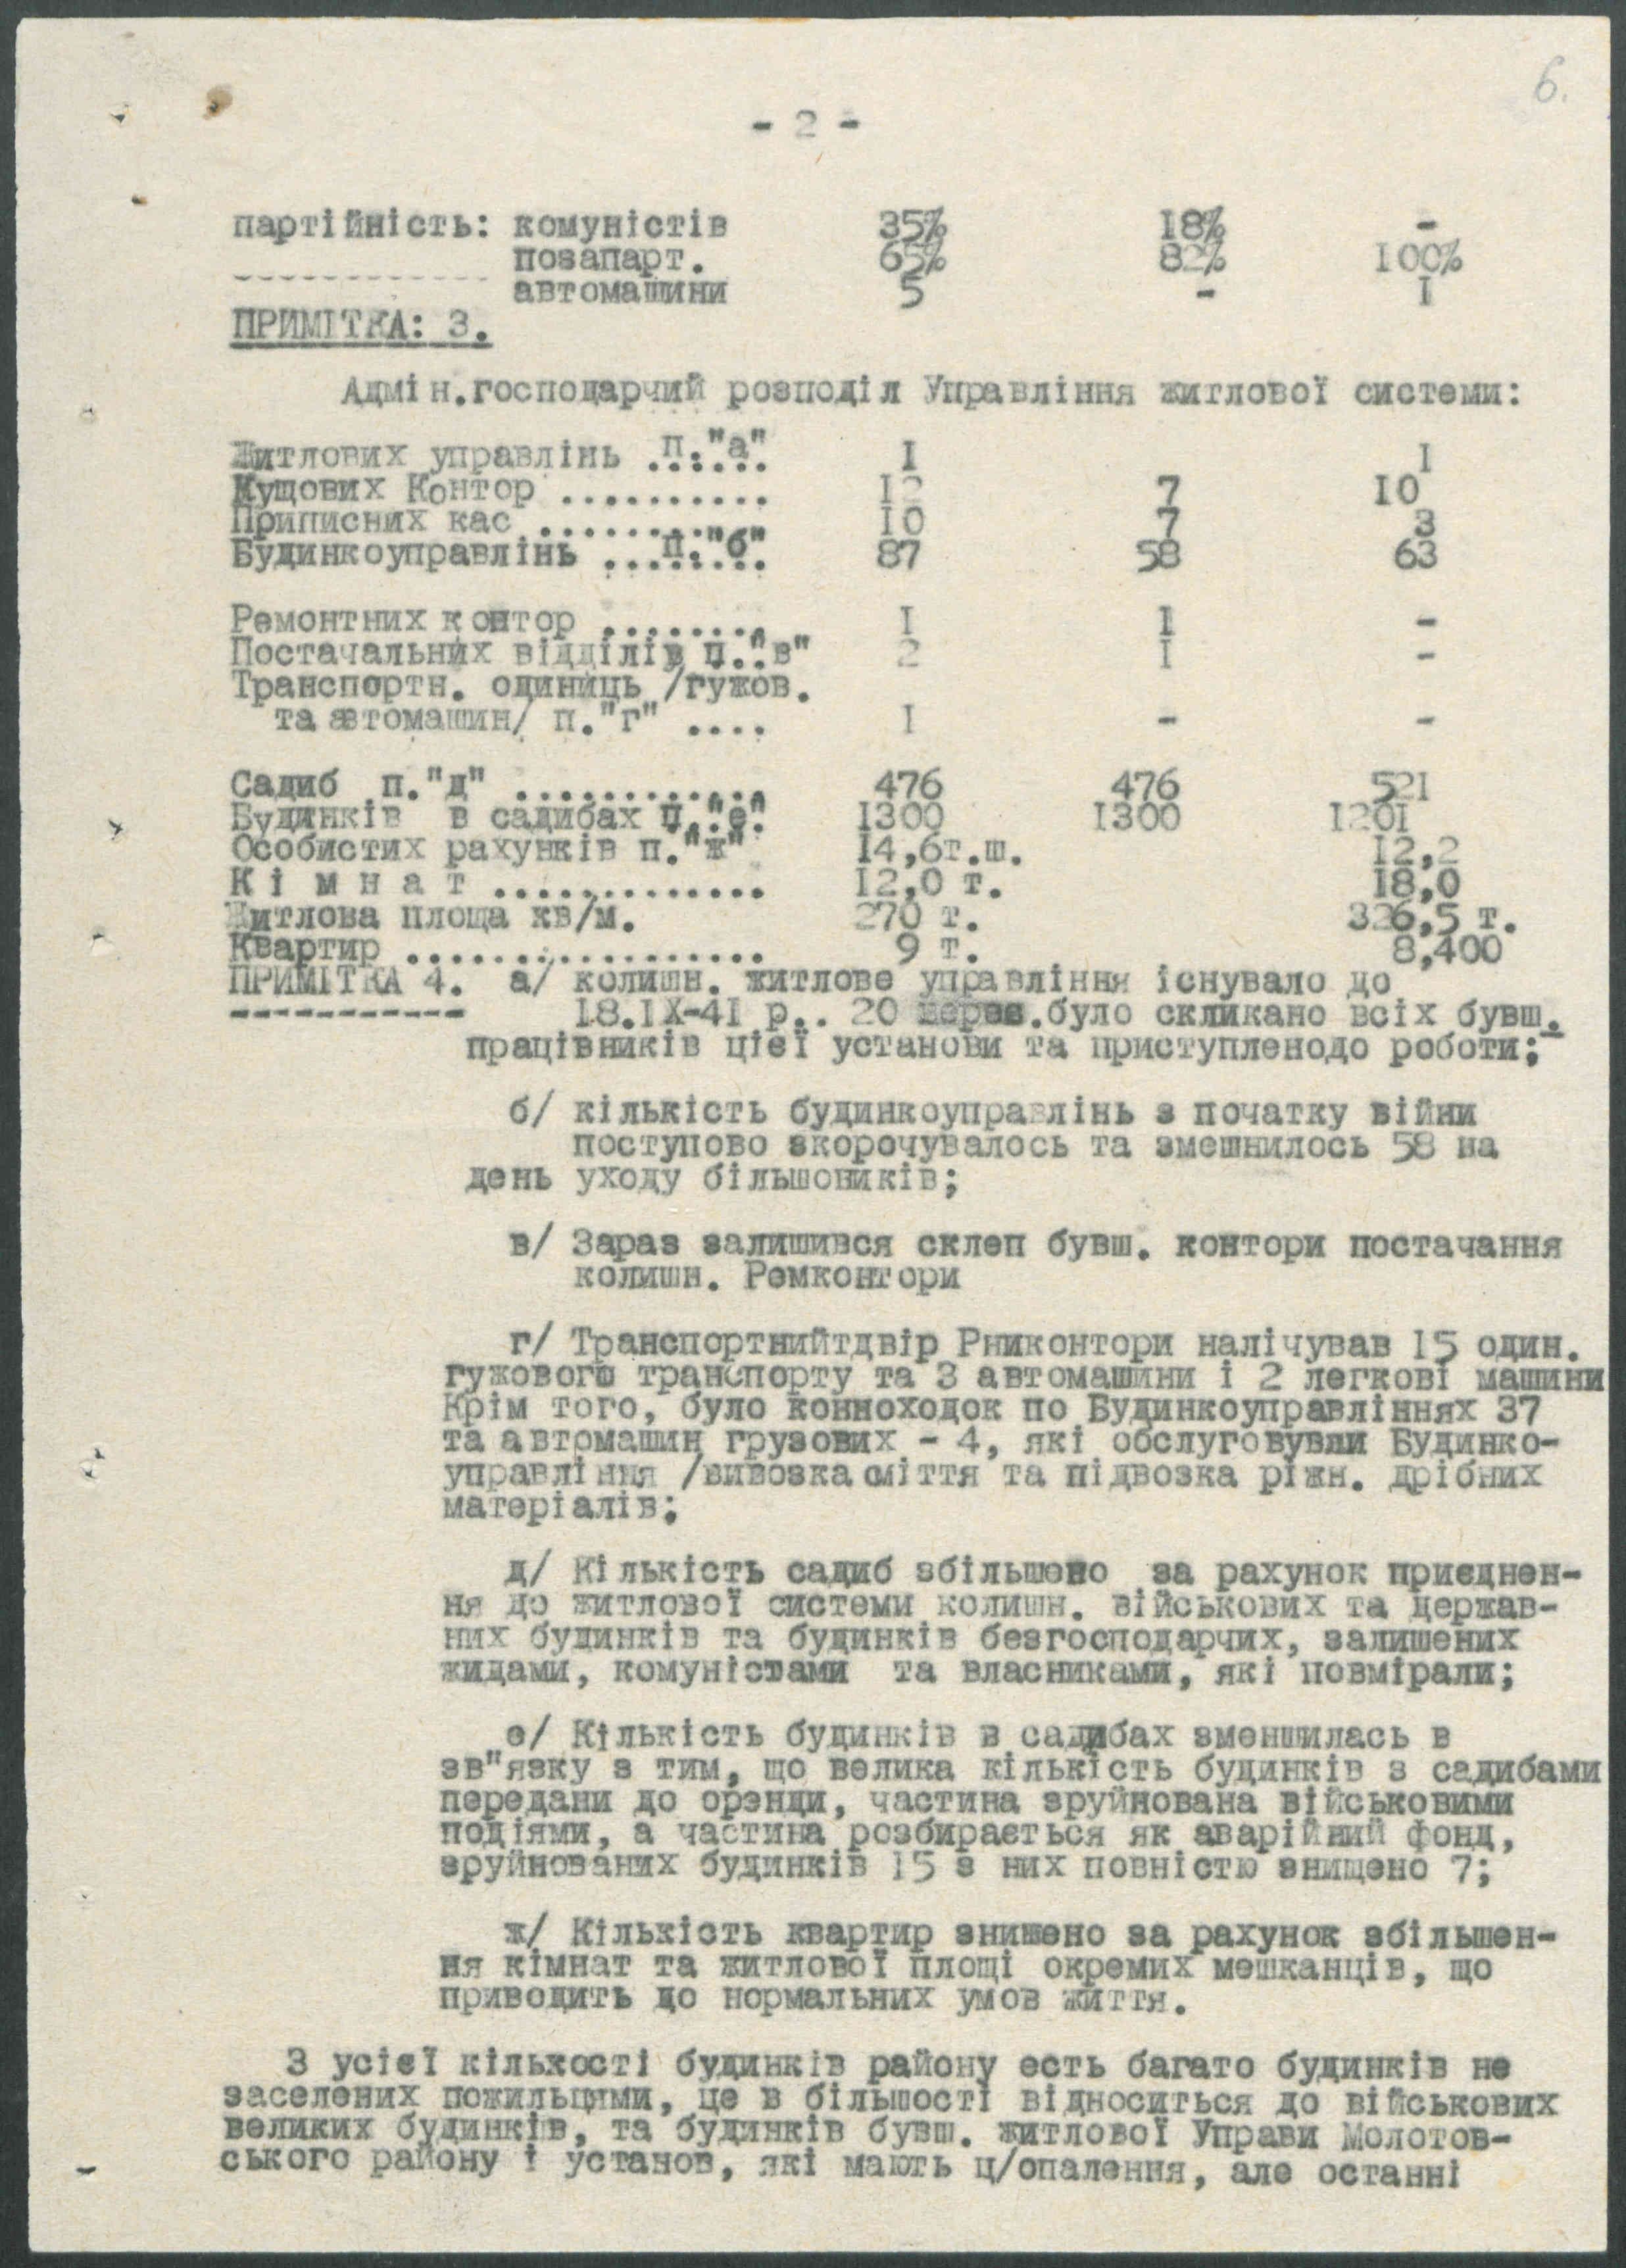 6.
- 2 -
партійність: комуністів 35% 18% -
позапарт. 65% 82% 100%
автомашини 5 - I
ПРИМІТКА: 3.
Адмін.господарчий розподіл Управління житлової системи:
Житлових управлінь п."а" ...... I I
Кущових Контор .......... 12 7 10
Приписних кас ........... 10 7 3
Будинкоуправлінь п."б" ........ 87 58 63
Ремонтних контор ........ I I -
Постачальних відділів п."в" 2 I -
Транспортн. одиниць /гужов.
та автомашин/ п."г" .... I - -
Садиб п."д" ............ 476 476 521
Будинків в садибах п."е" 1300 1300 1201
Особистих рахунків п."ж" 14,6т.ш. 12,2
К і м н а т ............. 12,0 т. 18,0
Житлова площа кв/м. 270 т. 326,5 т.
Квартир ................. 9 т. 8,400
ПРИМІТКА 4. а/ колишн. житлове управління існувало до
18.IX-41 р.. 20 верес.було скликано всіх бувш.
працівників цієї установи та приступленодо роботи;
б/ кількість будинкоуправлінь з початку війни
поступово скорочувалось та змешнилось 58 на
день уходу більшовиків;
в/ Зараз залишився склеп бувш. контори постачання
колишн. Ремконтори
г/ Транспортнийтдвір Рниконтори налічував 15 один.
гужового транспорту та 3 автомашини і 2 легкові машини
Крім того, було конноходок по Будинкоуправліннях 37
та автомашин грузових - 4, які обслуговували Будинко-
управління /вивозка сміття та підвозка ріжн. дрібних
матеріалів;
д/ Кількість садиб збільшено за рахунок приєднен-
ня до житлової системи колишн. військових та держав-
них будинків та будинків безгосподарчих, залишених
жидами, комуністами та власниками, які повмірали;
е/ Кількість будинків в садибах зменшилась в
зв"язку з тим, що велика кількість будинків з садибами
передани до оренди, частина зруйнована військовими
подіями, а частина розбирається як аварійний фонд,
зруйнованих будинків 15 з них повністю знищено 7;
ж/ Кількість квартир знижено за рахунок збільшен-
ня кімнат та житлової площі окремих мешканців, що
приводить до нормальних умов життя.
З усієї кількості будинків району есть багато будинків не
заселених пожильцями, це в більшості відноситься до військових
великих будинків, та будинків бувш. житлової Управи Молотов-
ського району і установ, які мають ц/опалення, але останні